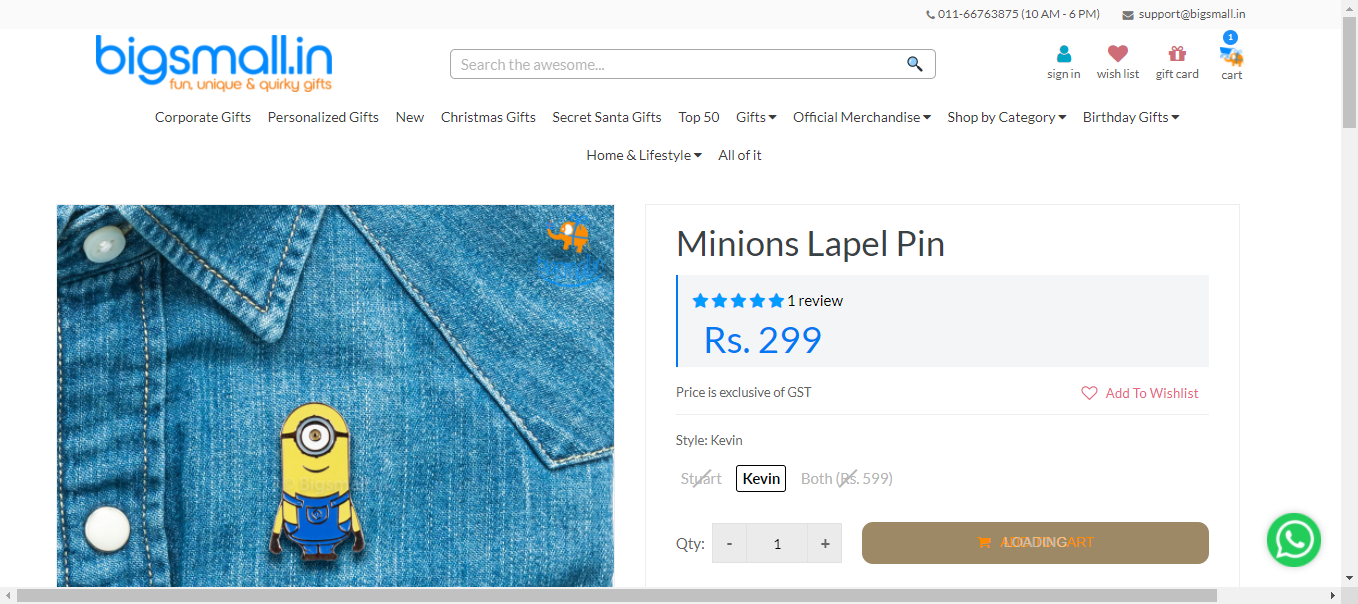 011-66763875 (10 AM - 6 PM) support@bigsmall.in
bigsmall.in
fun, unique & quirky gifts
Search the awesome...
1
sign in wish list gift card cart
Corporate Gifts Personalized Gifts New Christmas Gifts Secret Santa Gifts Top 50 Gifts Official Merchandise Shop by Category Birthday Gifts
Home & Lifestyle All of it
Minions Lapel Pin
1 review
Rs. 299
Price is exclusive of GST Add To Wishlist
Style: Kevin
Stuart Kevin Both (Rs. 599)
Qty: - 1 + LOADING